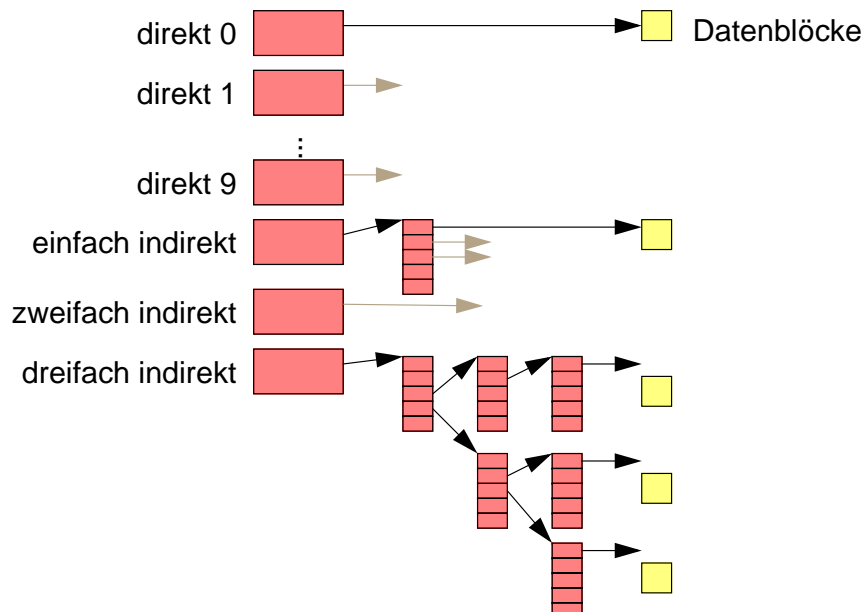 direkt 0
Datenblöcke
direkt 1
direkt 9
einfach indirekt
zweifach indirekt
dreifach indirekt